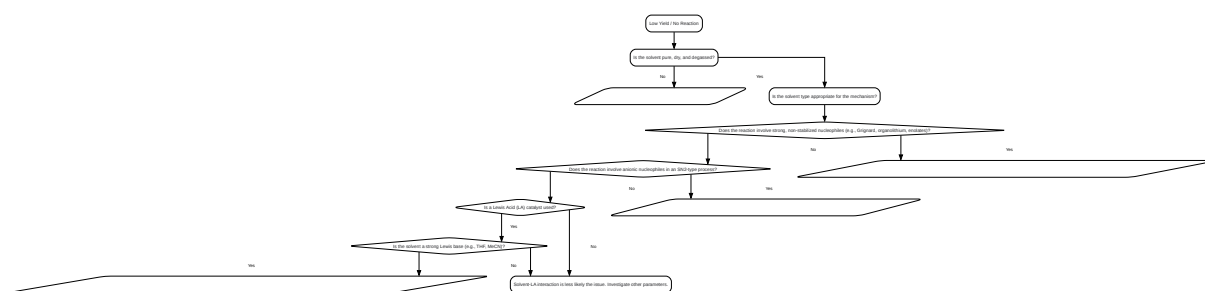 Low Yield / No Reaction
Is the solvent pure, dry, and degassed?
No
Yes
Is the solvent type appropriate for the mechanism?
Does the reaction involve strong, non-stabilized nucleophiles (e.g., Grignard, organolithium, enolates)?
No
Yes
Does the reaction involve anionic nucleophiles in an SN2-type process?
No
Yes
Is a Lewis Acid (LA) catalyst used?
Yes
No
Is the solvent a strong Lewis base (e.g., THF, MeCN)?
Yes
No
Solvent-LA interaction is less likely the issue. Investigate other parameters.